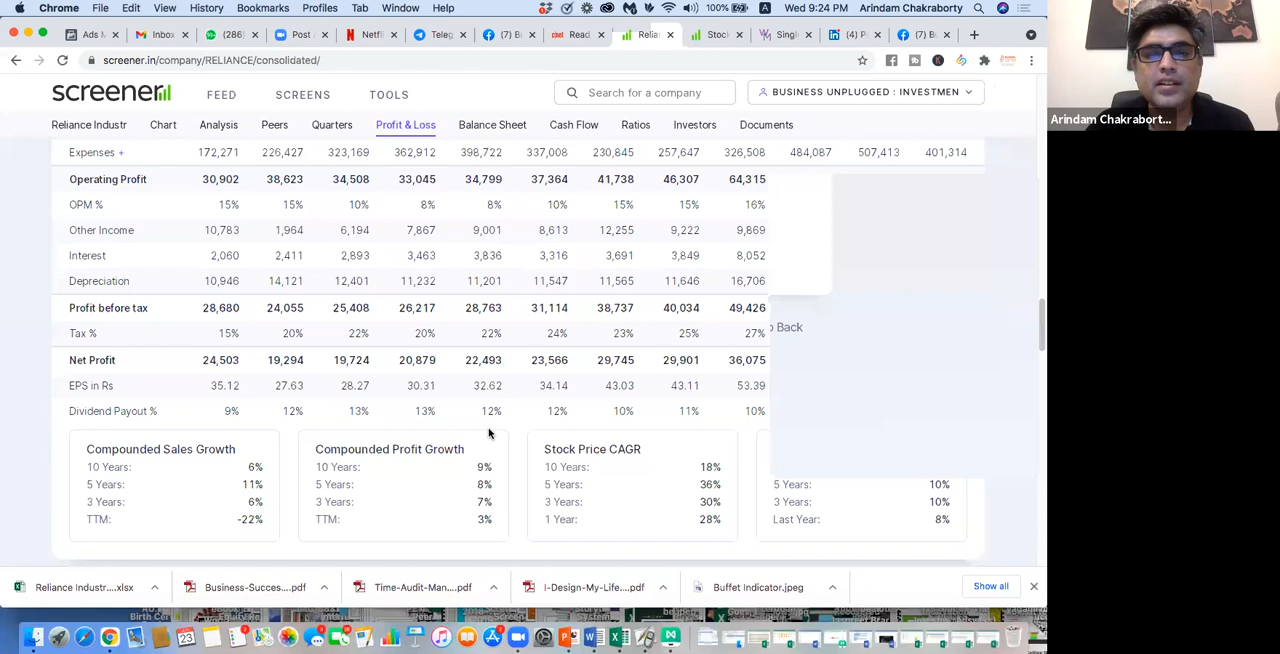 Chrome File Edit View History Bookmarks Profiles Tab Window Help 100% A Wed 9:24 PM Arindam Chakraborty
Ads M Inbox (286) Post Netfl Teleg (7) B Read Relia Stock Single (4) P (7) B
screener.in/company/RELIANCE/consolidated/
screener FEED SCREENS TOOLS Search for a company BUSINESS UNPLUGGED : INVESTMEN
Arindam Chakrabort...
Reliance Industr Chart Analysis Peers Quarters Profit & Loss Balance Sheet Cash Flow Ratios Investors Documents
Expenses + 172,271 226,427 323,169 362,912 398,722 337,008 230,845 257,647 326,508 484,087 507,413 401,314
Operating Profit 30,902 38,623 34,508 33,045 34,799 37,364 41,738 46,307 64,315
OPM % 15% 15% 10% 8% 8% 10% 15% 15% 16%
Other Income 10,783 1,964 6,194 7,867 9,001 8,613 12,255 9,222 9,869
Interest 2,060 2,411 2,893 3,463 3,836 3,316 3,691 3,849 8,052
Depreciation 10,946 14,121 12,401 11,232 11,201 11,547 11,565 11,646 16,706
Profit before tax 28,680 24,055 25,408 26,217 28,763 31,114 38,737 40,034 49,426
Back
Tax % 15% 20% 22% 20% 22% 24% 23% 25% 27%
Net Profit 24,503 19,294 19,724 20,879 22,493 23,566 29,745 29,901 36,075
EPS in Rs 35.12 27.63 28.27 30.31 32.62 34.14 43.03 43.11 53.39
Dividend Payout % 9% 12% 13% 13% 12% 12% 10% 11% 10%
Compounded Sales Growth
10 Years: 6%
5 Years: 11%
3 Years: 6%
TTM: -22%
Compounded Profit Growth
10 Years: 9%
5 Years: 8%
3 Years: 7%
TTM: 3%
Stock Price CAGR
10 Years: 18%
5 Years: 36%
3 Years: 30%
1 Year: 28%
5 Years: 10%
3 Years: 10%
Last Year: 8%
Reliance Industr....xlsx Business-Succes...pdf Time-Audit-Man....pdf I-Design-My-Life....pdf Buffet Indicator.jpeg Show all